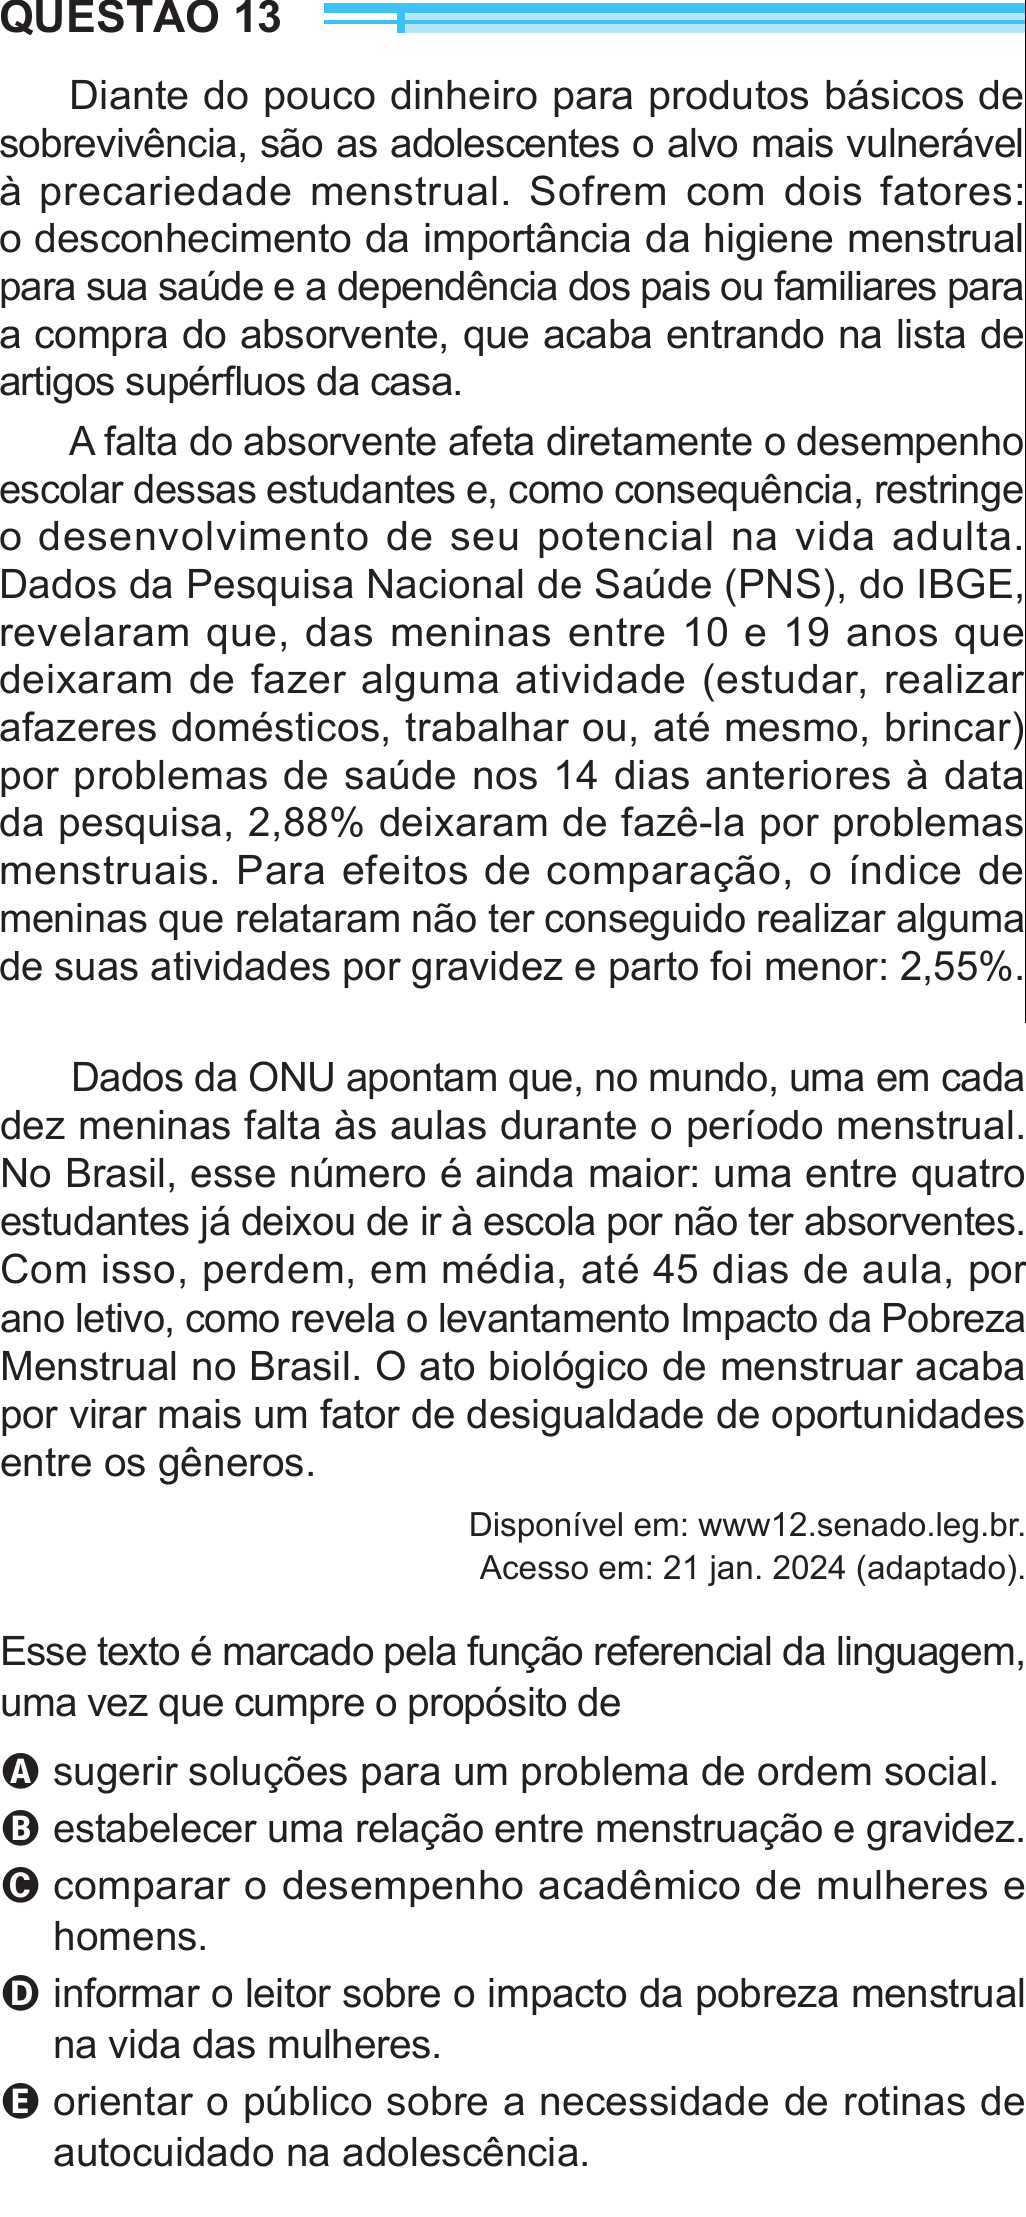 QUESTÃO 13
Diante do pouco dinheiro para produtos básicos de
sobrevivência, são as adolescentes o alvo mais vulnerável
à precariedade menstrual. Sofrem com dois fatores:
o desconhecimento da importância da higiene menstrual
para sua saúde e a dependência dos pais ou familiares para
a compra do absorvente, que acaba entrando na lista de
artigos supérfluos da casa.
A falta do absorvente afeta diretamente o desempenho
escolar dessas estudantes e, como consequência, restringe
o desenvolvimento de seu potencial na vida adulta.
Dados da Pesquisa Nacional de Saúde (PNS), do IBGE,
revelaram que, das meninas entre 10 e 19 anos que
deixaram de fazer alguma atividade (estudar, realizar
afazeres domésticos, trabalhar ou, até mesmo, brincar)
por problemas de saúde nos 14 dias anteriores à data
da pesquisa, 2,88% deixaram de fazê-la por problemas
menstruais. Para efeitos de comparação, o índice de
meninas que relataram não ter conseguido realizar alguma
de suas atividades por gravidez e parto foi menor: 2,55%.
Dados da ONU apontam que, no mundo, uma em cada
dez meninas falta às aulas durante o período menstrual.
No Brasil, esse número é ainda maior: uma entre quatro
estudantes já deixou de ir à escola por não ter absorventes.
Com isso, perdem, em média, até 45 dias de aula, por
ano letivo, como revela o levantamento Impacto da Pobreza
Menstrual no Brasil. O ato biológico de menstruar acaba
por virar mais um fator de desigualdade de oportunidades
entre os gêneros.
Disponível em: www12.senado.leg.br.
Acesso em: 21 jan. 2024 (adaptado).
Esse texto é marcado pela função referencial da linguagem,
uma vez que cumpre o propósito de
A sugerir soluções para um problema de ordem social.
B estabelecer uma relação entre menstruação e gravidez.
C comparar o desempenho acadêmico de mulheres e
homens.
D informar o leitor sobre o impacto da pobreza menstrual
na vida das mulheres.
E orientar o público sobre a necessidade de rotinas de
autocuidado na adolescência.